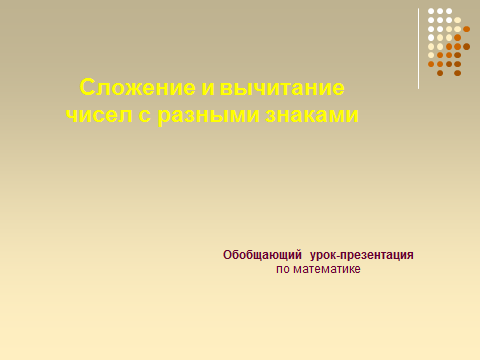 Сложение и вычитание
чисел с разными знаками
Обобщающий урок-презентация
по математике